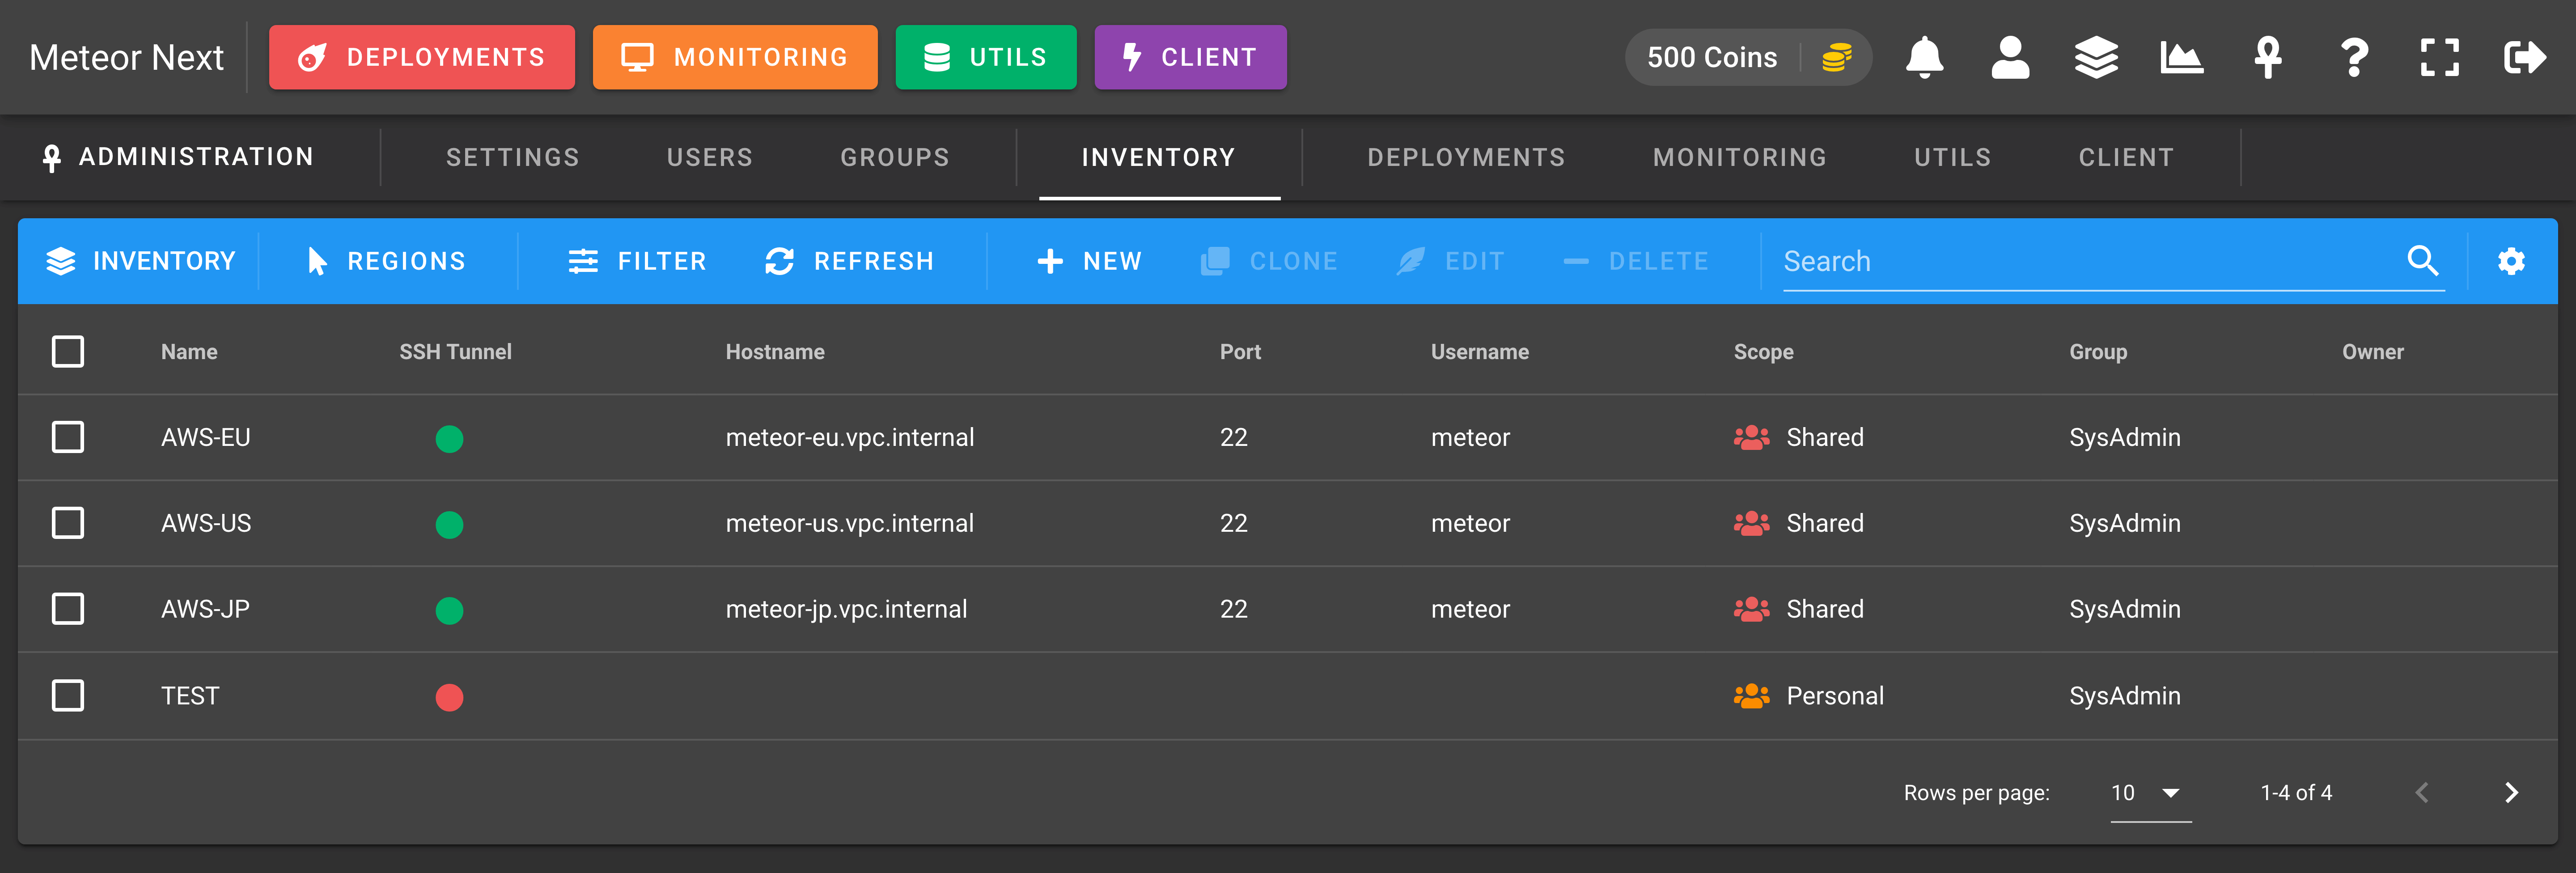 Meteor Next DEPLOYMENTS MONITORING UTILS CLIENT 500 Coins
ADMINISTRATION SETTINGS USERS GROUPS INVENTORY DEPLOYMENTS MONITORING UTILS CLIENT
INVENTORY REGIONS FILTER REFRESH NEW CLONE EDIT DELETE Search
Name SSH Tunnel Hostname Port Username Scope Group Owner
AWS-EU meteor-eu.vpc.internal 22 meteor Shared SysAdmin
AWS-US meteor-us.vpc.internal 22 meteor Shared SysAdmin
AWS-JP meteor-jp.vpc.internal 22 meteor Shared SysAdmin
TEST Personal SysAdmin
Rows per page: 10 1-4 of 4